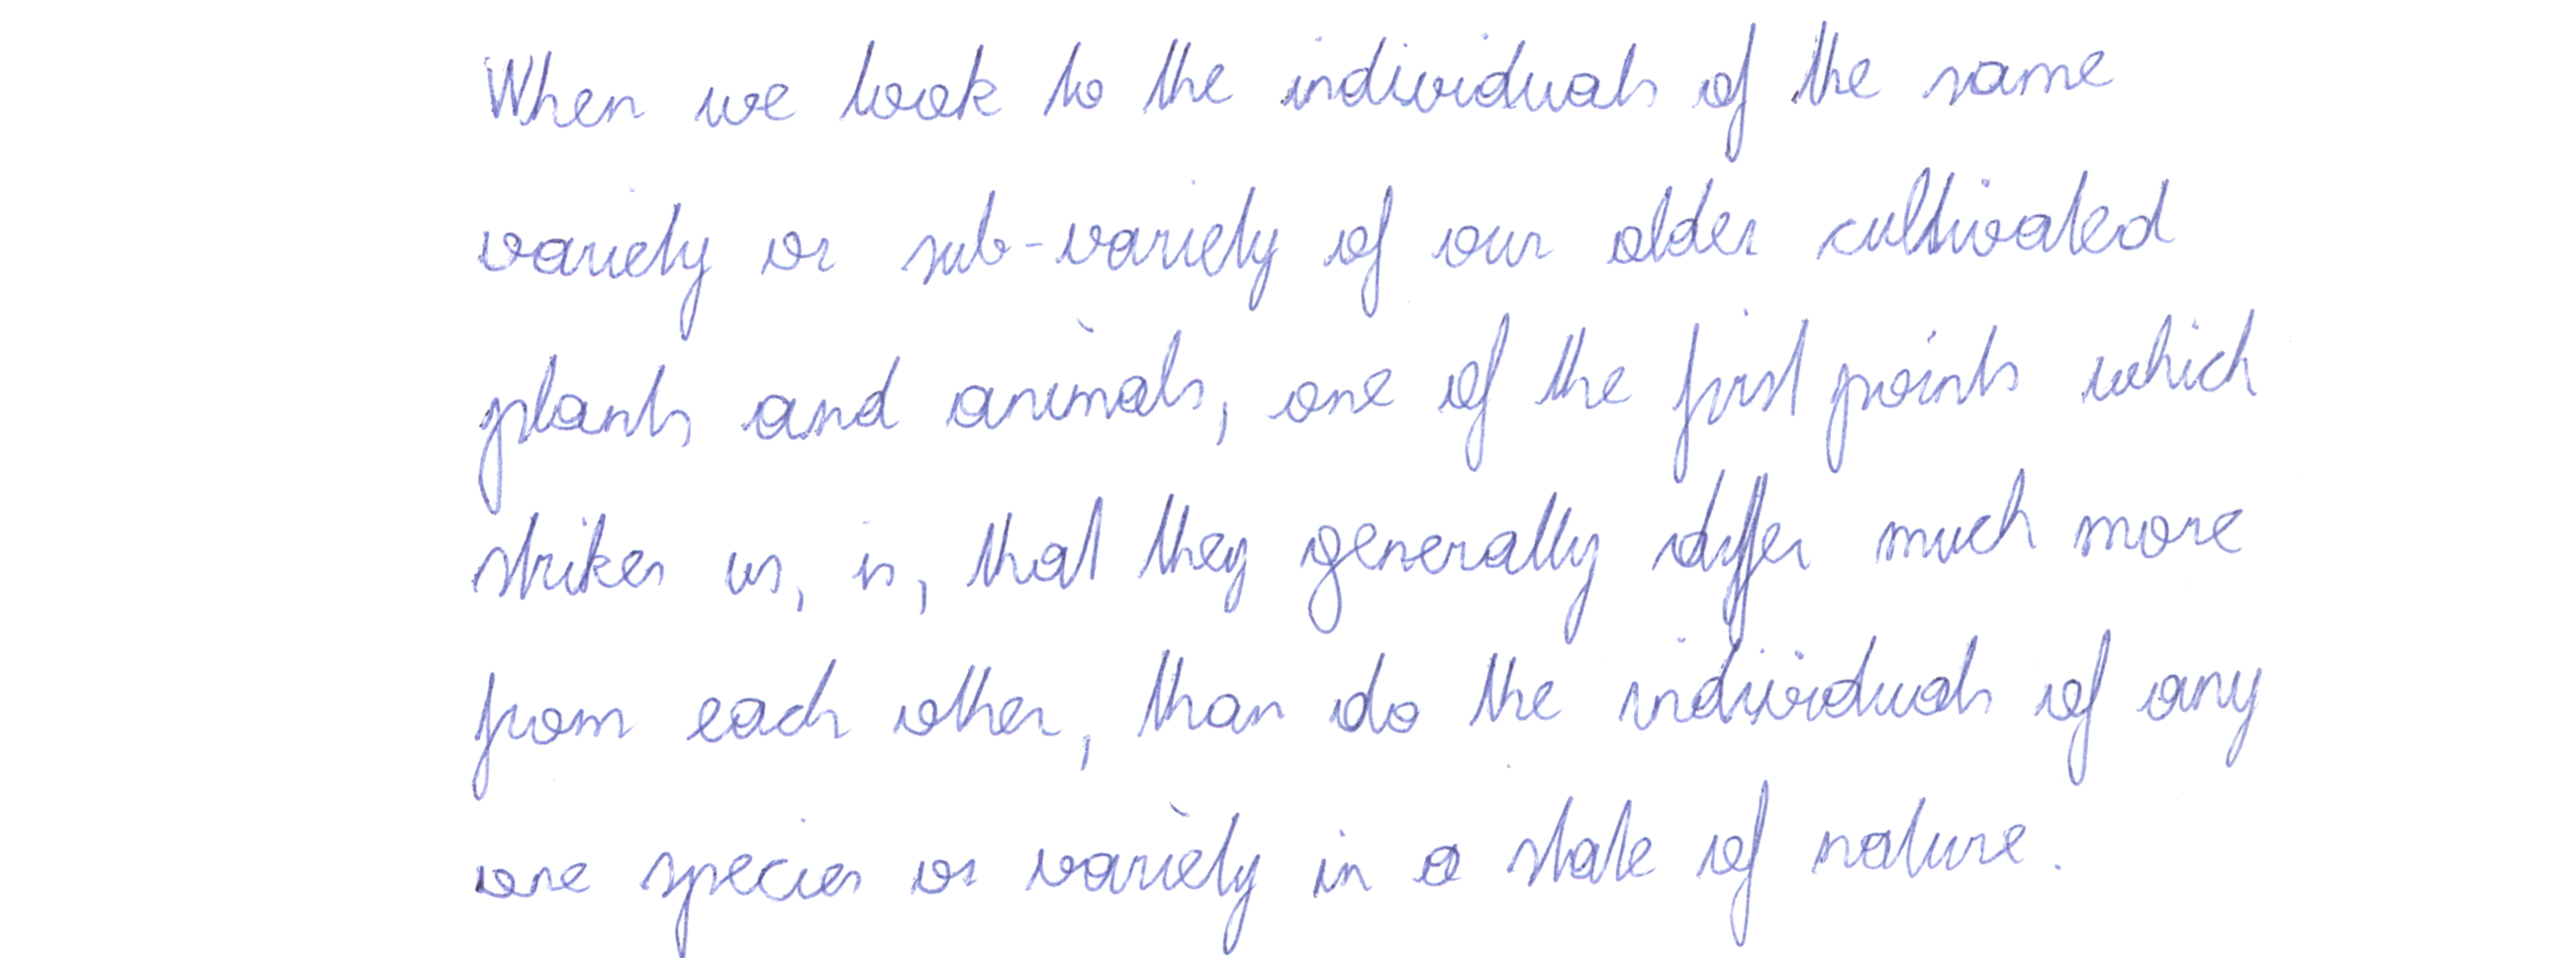 When we look to the individuals of the same
variety or sub-variety of our older cultivated
plants and animals, one of the first points which
strikes us, is, that they generally differ much more
from each other, than do the individuals of any
one species or variety in a state of nature.